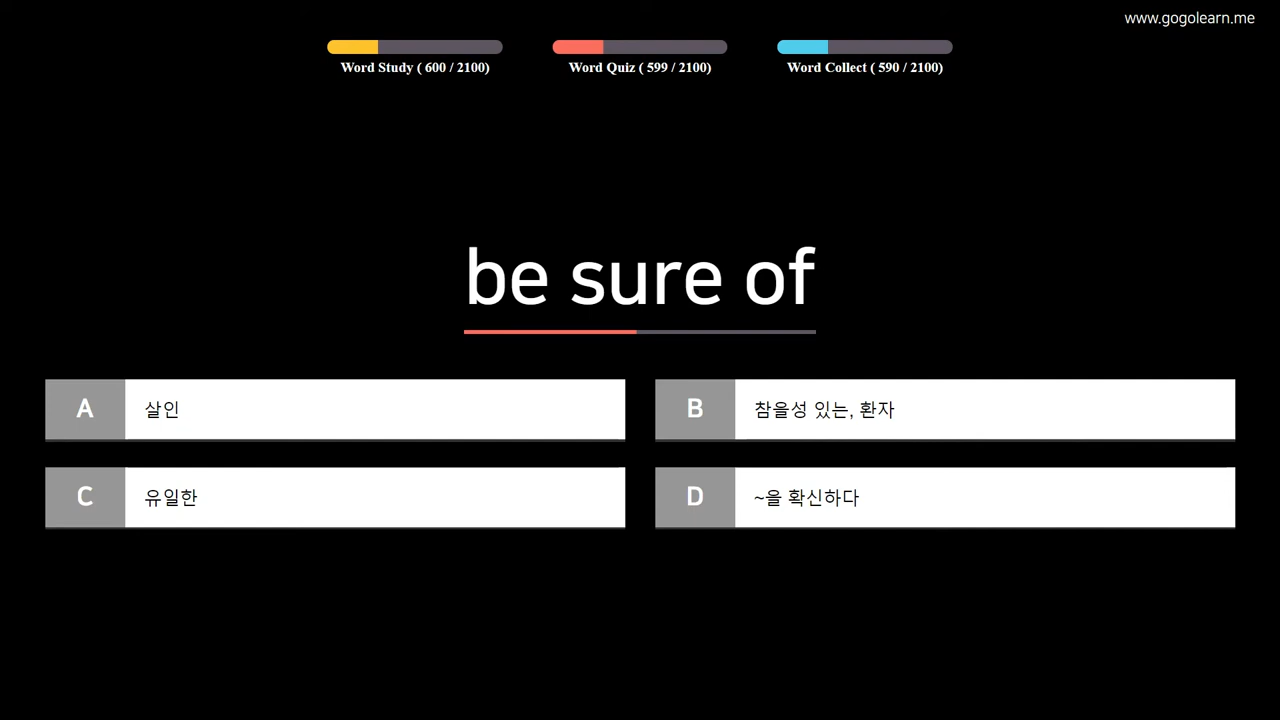 www.gogolearn.me
Word Study ( 600 / 2100)
Word Quiz ( 599 / 2100)
Word Collect ( 590 / 2100)
be sure of
A 살인
B 참을성 있는, 환자
C 유일한
D ~을 확신하다